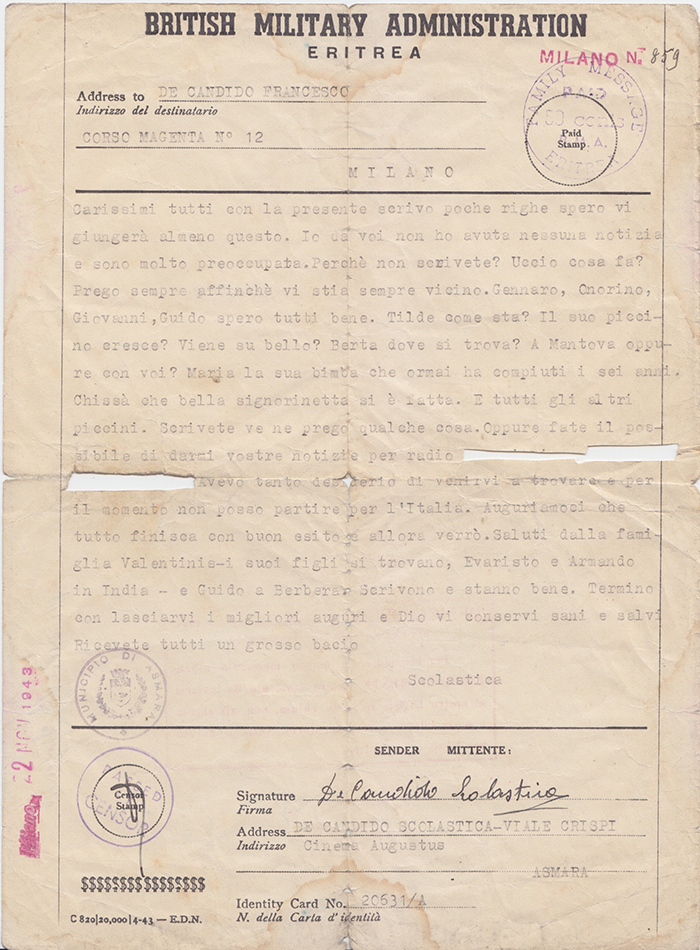 BRITISH MILITARY ADMINISTRATION
ERITREA
MILANO N. 859
Address to DE CANDIDO FRANCESCO
Indirizzo del destinatario
CORSO MAGENTA N° 12
MILANO
FAMILY MESSAGE
PAID
50
Paid
Stamp
ERITREA
Carissimi tutti con la presente scrivo poche righe spero vi
giungerà almeno questo. Io da voi non ho avuta nessuna notizia
e sono molto preoccupata.Perchè non scrivete? Uccio cosa fa?
Prego sempre affinchè vi stia sempre vicino.Gennaro, Onorino,
Giovanni,Guido spero tutti bene. Tilde come sta? Il suo picci-
no cresce? Viene su bello? Berta dove si trova? A Mantova oppu-
re con voi? Maria la sua bimba che ormai ha compiuti i sei anni.
Chissà che bella signorinetta si è fatta. E tutti gli altri
piccini. Scrivete ve ne prego qualche cosa.Oppure fate il pos-
sibile di darmi vostre notizie per radio
Avevo tanto desiderio di venirvi a trovare e per
il momento non posso partire per l'Italia. Auguriamoci che
tutto finisca con buon esito e allora verrò.Saluti dalla fami-
glia Valentinis-i suoi figli si trovano, Evaristo e Armando
in India - e Guido a Berbera. Scrivono e stanno bene. Termino
con lasciarvi i migliori auguri e Dio vi conservi sani e salvi
Ricevete tutti un grosso bacio
Scolastica
MUNICIPIO DI ASMARA
22 NOV 1943
Milano
SENDER MITTENTE:
PASSED
Censor
Stamp
CENSOR
Signature De Candido Scolastica
Firma
Address DE CANDIDO SCOLASTICA-VIALE CRISPI
Indirizzo Cinema Augustus
ASMARA
$$$$$$$$$$$$$$$$$
Identity Card No. 20631/A
C 820|20,000|4-43 — E.D.N.
N. della Carta d'identità